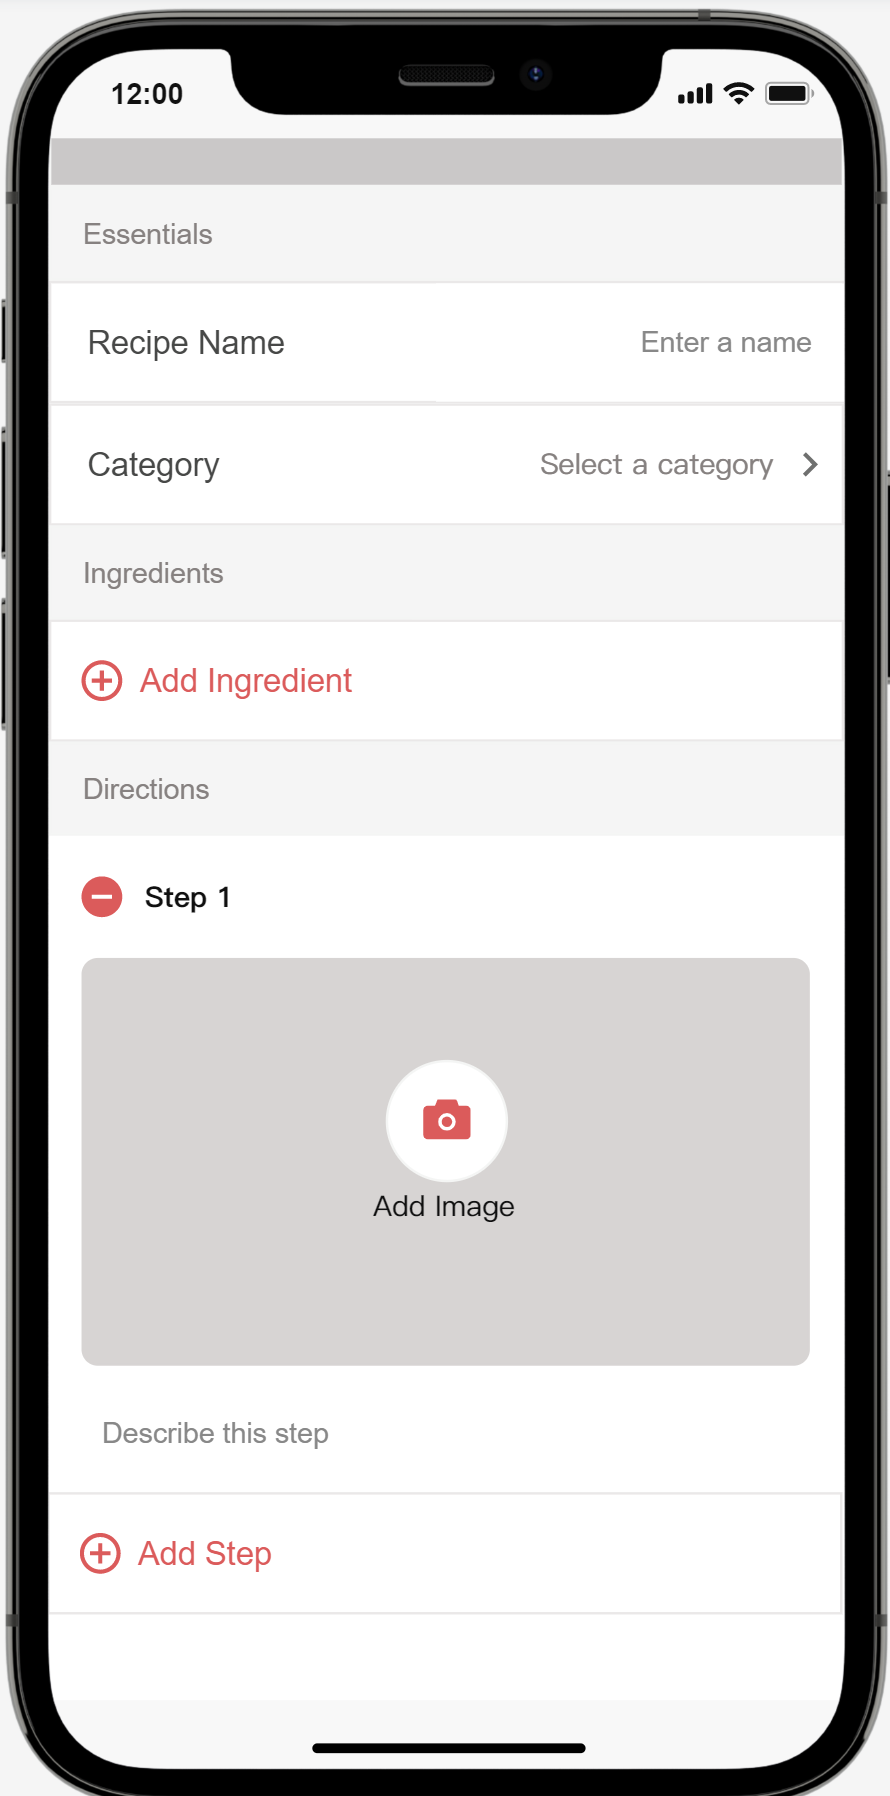 12:00
Essentials
Recipe Name Enter a name
Category Select a category
Ingredients
Add Ingredient
Directions
Step 1
Add Image
Describe this step
Add Step